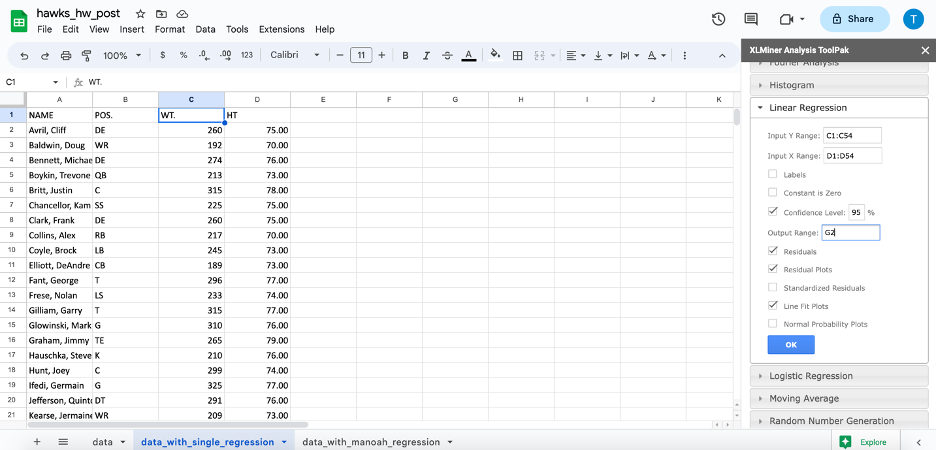 hawks_hw_post
File Edit View Insert Format Data Tools Extensions Help
Share
T
100% $ % .0 .00 123 Calibri 11 B I S A
XLMiner Analysis ToolPak
C1 fx WT.
A B C D E F G H I J K
1 NAME POS. WT. HT
2 Avril, Cliff DE 260 75.00
3 Baldwin, Doug WR 192 70.00
4 Bennett, Michae DE 274 76.00
5 Boykin, Trevone QB 213 73.00
6 Britt, Justin C 315 78.00
7 Chancellor, Kam SS 225 75.00
8 Clark, Frank DE 260 75.00
9 Collins, Alex RB 217 70.00
10 Coyle, Brock LB 245 73.00
11 Elliott, DeAndre CB 189 73.00
12 Fant, George T 296 77.00
13 Frese, Nolan LS 233 74.00
14 Gilliam, Garry T 315 77.00
15 Glowinski, Mark G 310 76.00
16 Graham, Jimmy TE 265 79.00
17 Hauschka, Steve K 210 76.00
18 Hunt, Joey C 299 74.00
19 Ifedi, Germain G 325 77.00
20 Jefferson, Quinto DT 291 76.00
21 Kearse, Jermaine WR 209 73.00
Fourier Analysis
Histogram
Linear Regression
Input Y Range: C1:C54
Input X Range: D1:D54
Labels
Constant is Zero
Confidence Level: 95 %
Output Range: G2
Residuals
Residual Plots
Standardized Residuals
Line Fit Plots
Normal Probability Plots
OK
Logistic Regression
Moving Average
Random Number Generation
data data_with_single_regression data_with_manoah_regression
Explore